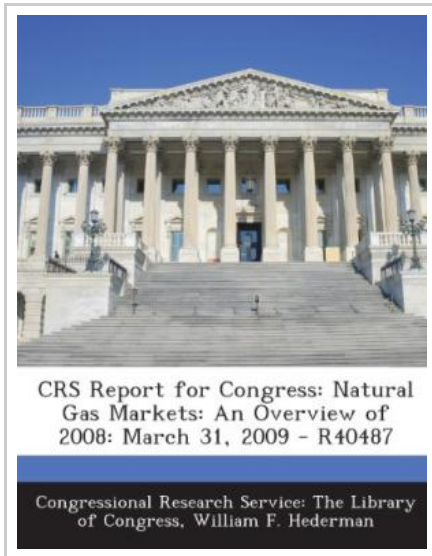 CRS Report for Congress: Natural
Gas Markets: An Overview of
2008: March 31, 2009 - R40487
Congressional Research Service: The Library
of Congress, William F. Hederman